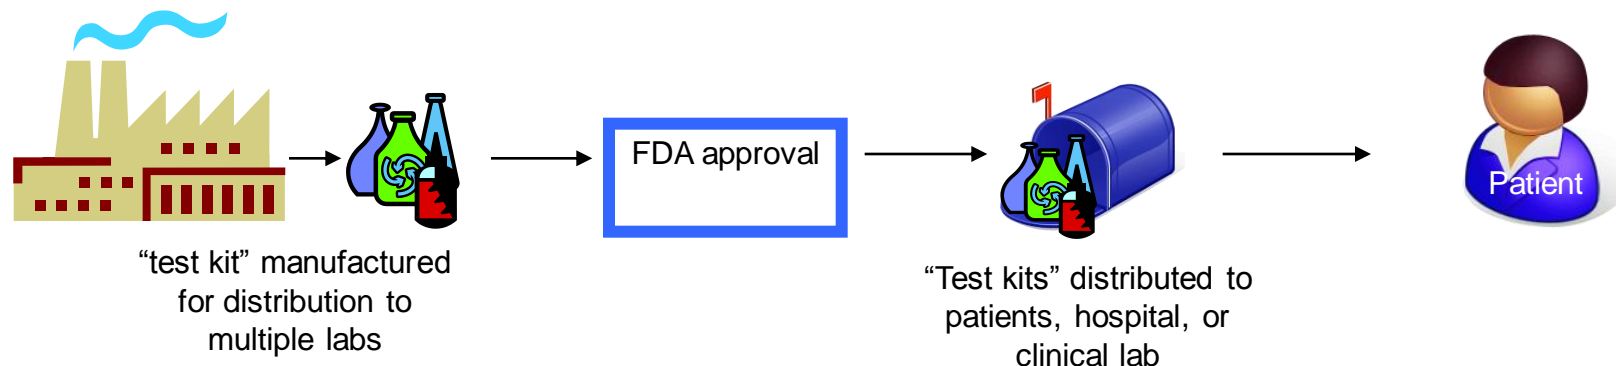 FDA approval
Patient
“test kit” manufactured
for distribution to
multiple labs
“Test kits” distributed to
patients, hospital, or
clinical lab